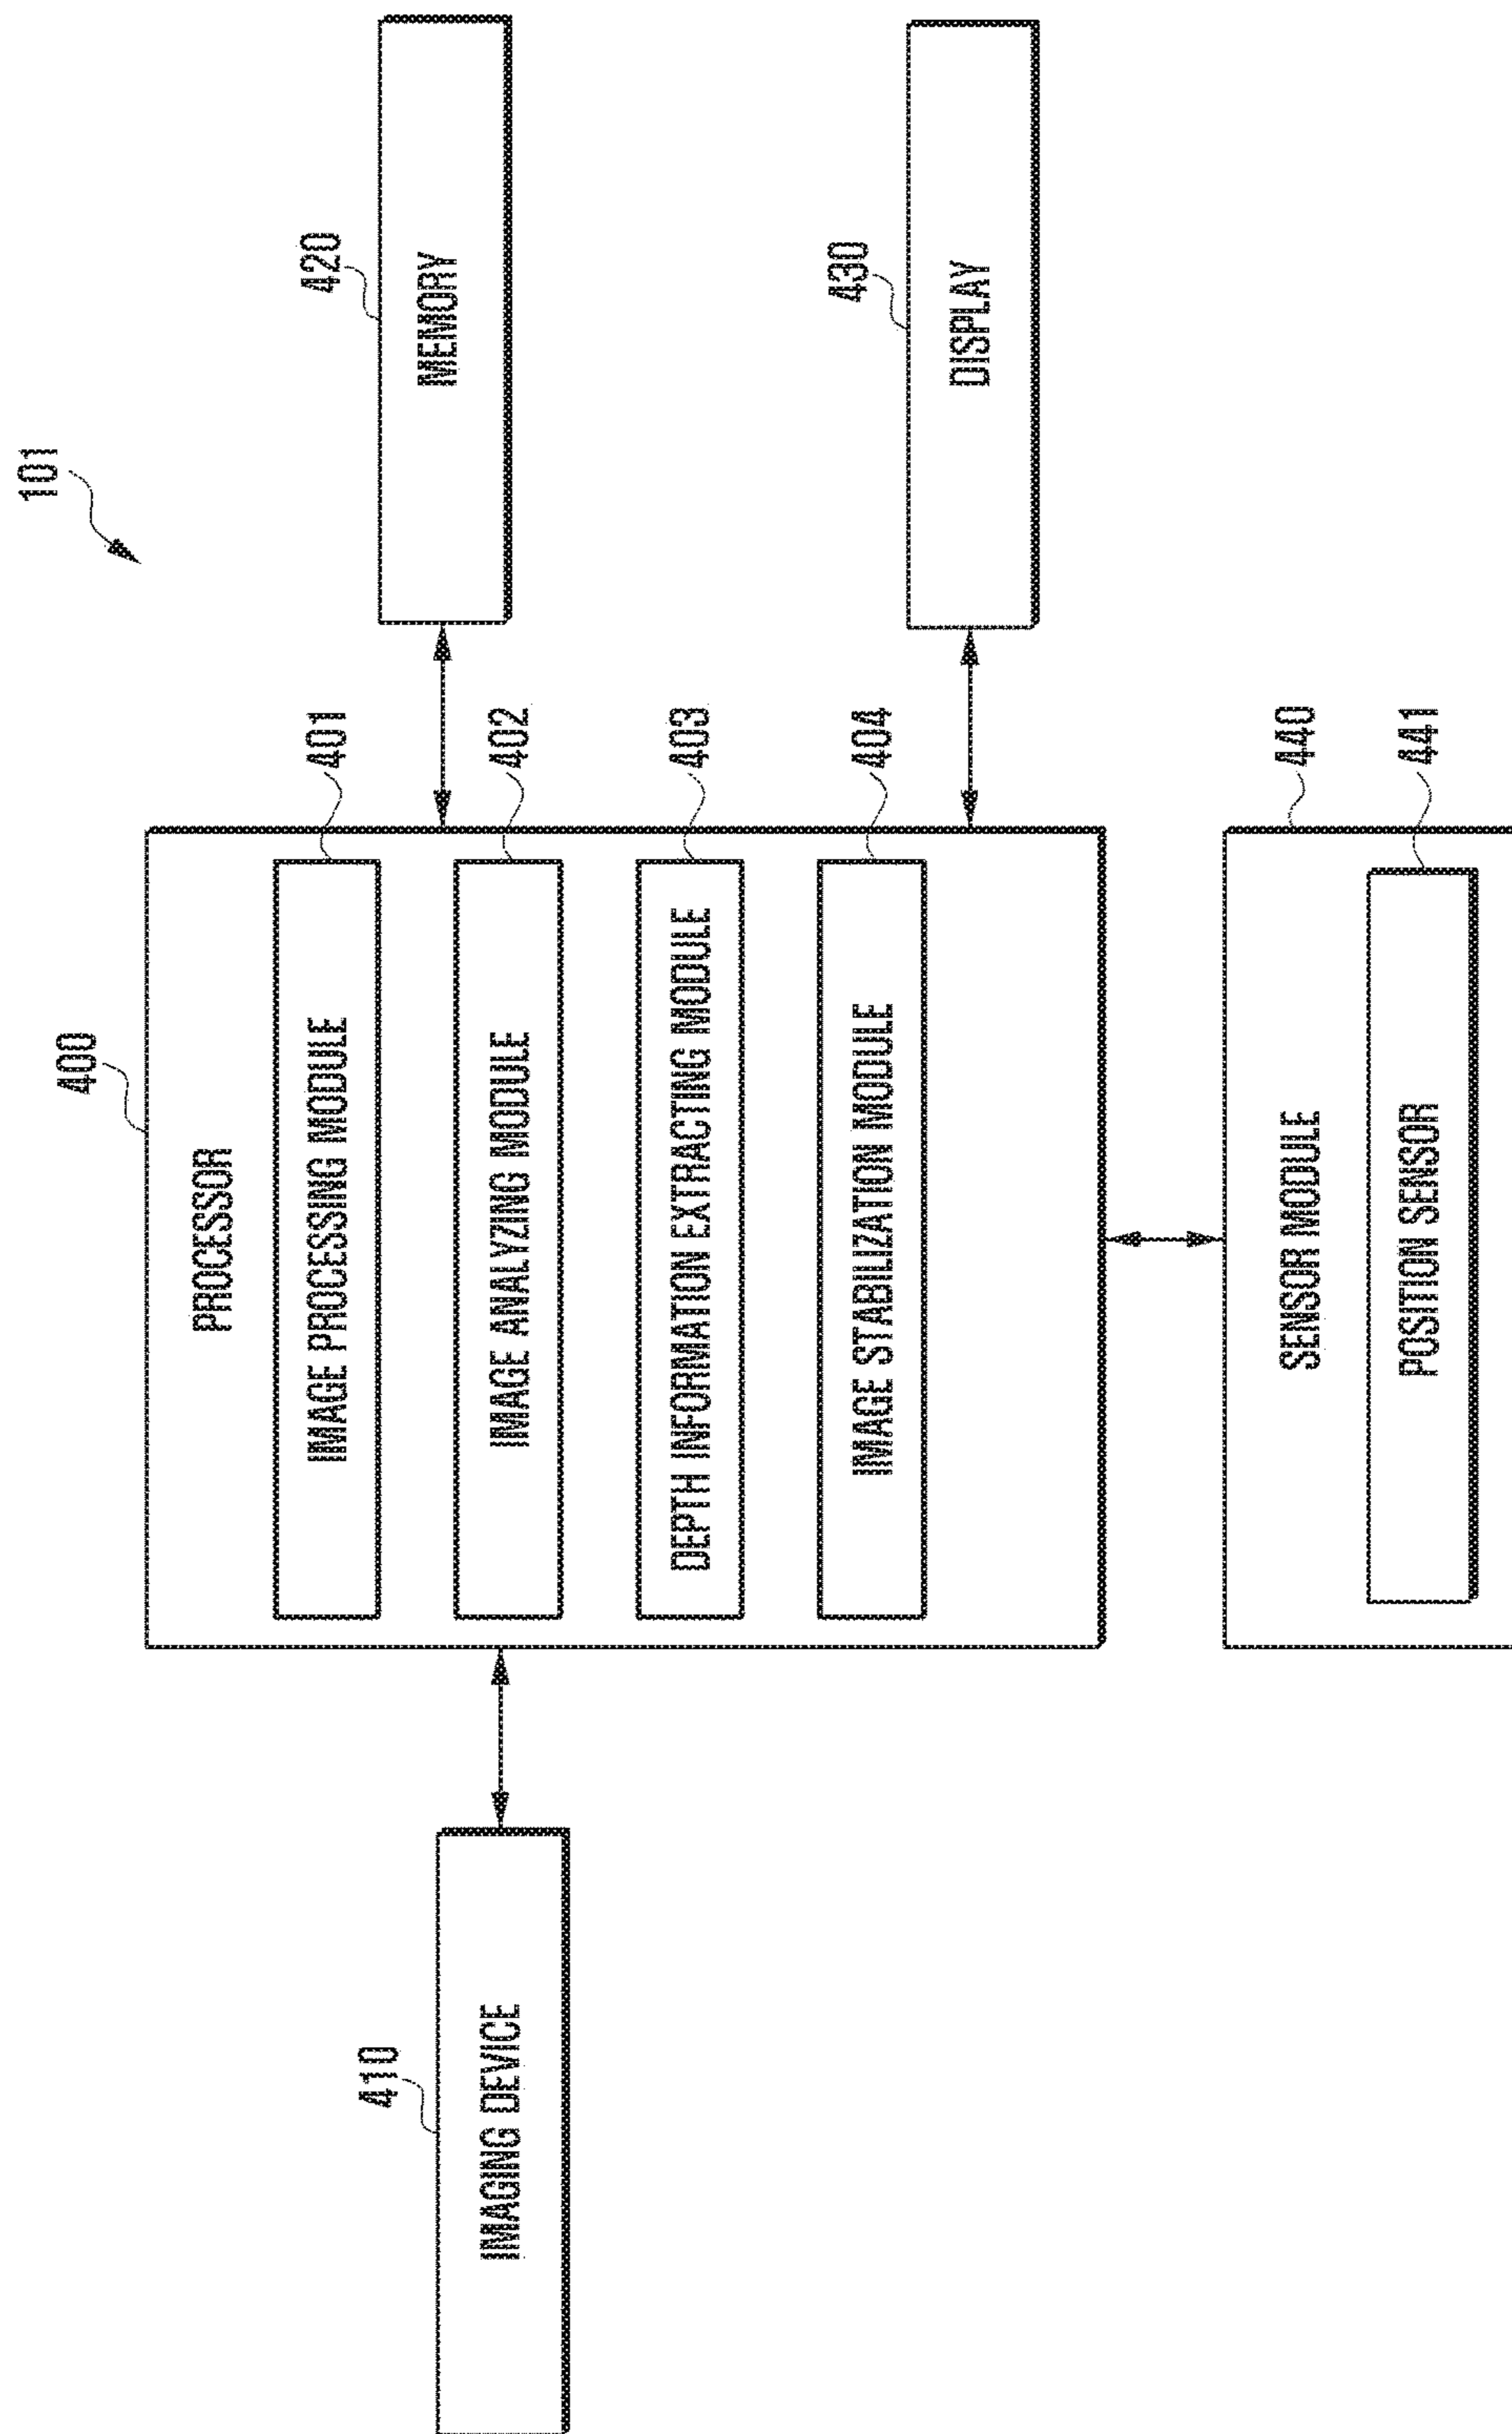 101
400
PROCESSOR
401
IMAGE PROCESSING MODULE
402
IMAGE ANALYZING MODULE
403
DEPTH INFORMATION EXTRACTING MODULE
404
IMAGE STABILIZATION MODULE
410
IMAGING DEVICE
420
MEMORY
430
DISPLAY
440
SENSOR MODULE
441
POSITION SENSOR